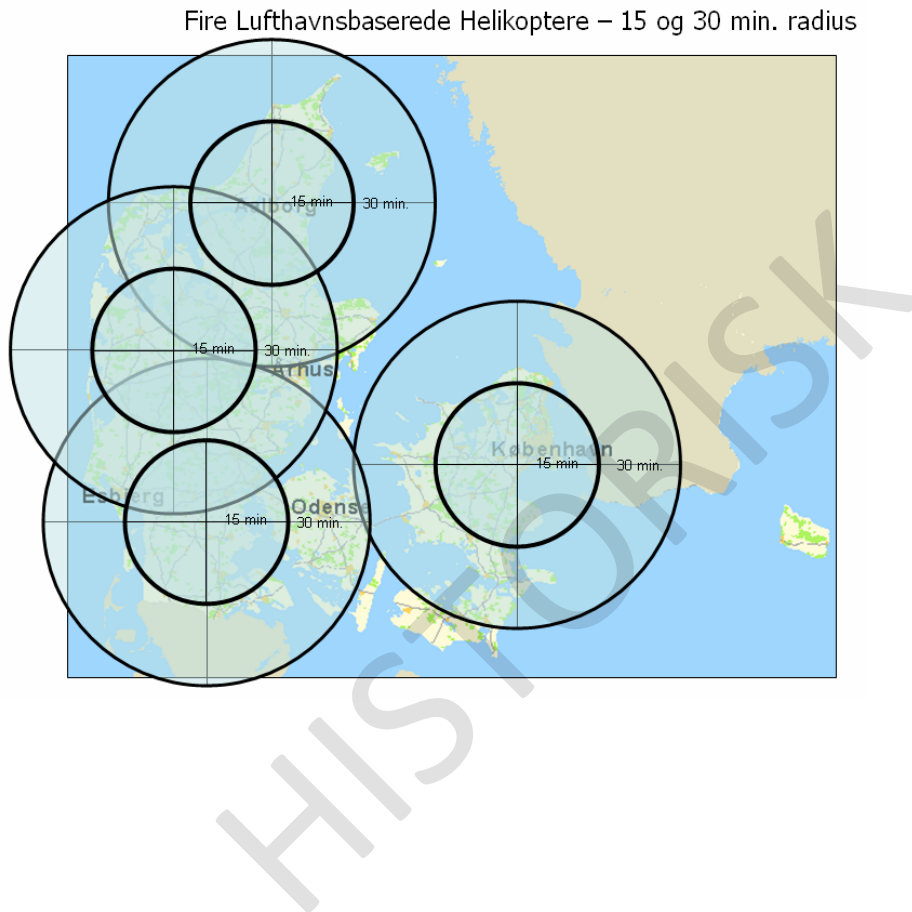 Fire Lufthavnsbaserede Helikoptere – 15 og 30 min. radius
Aalborg
15 min
30 min.
15 min
30 min.
Århus
København
15 min
30 min.
Esbjerg
Odense
15 min
30 min.
HISTORISK